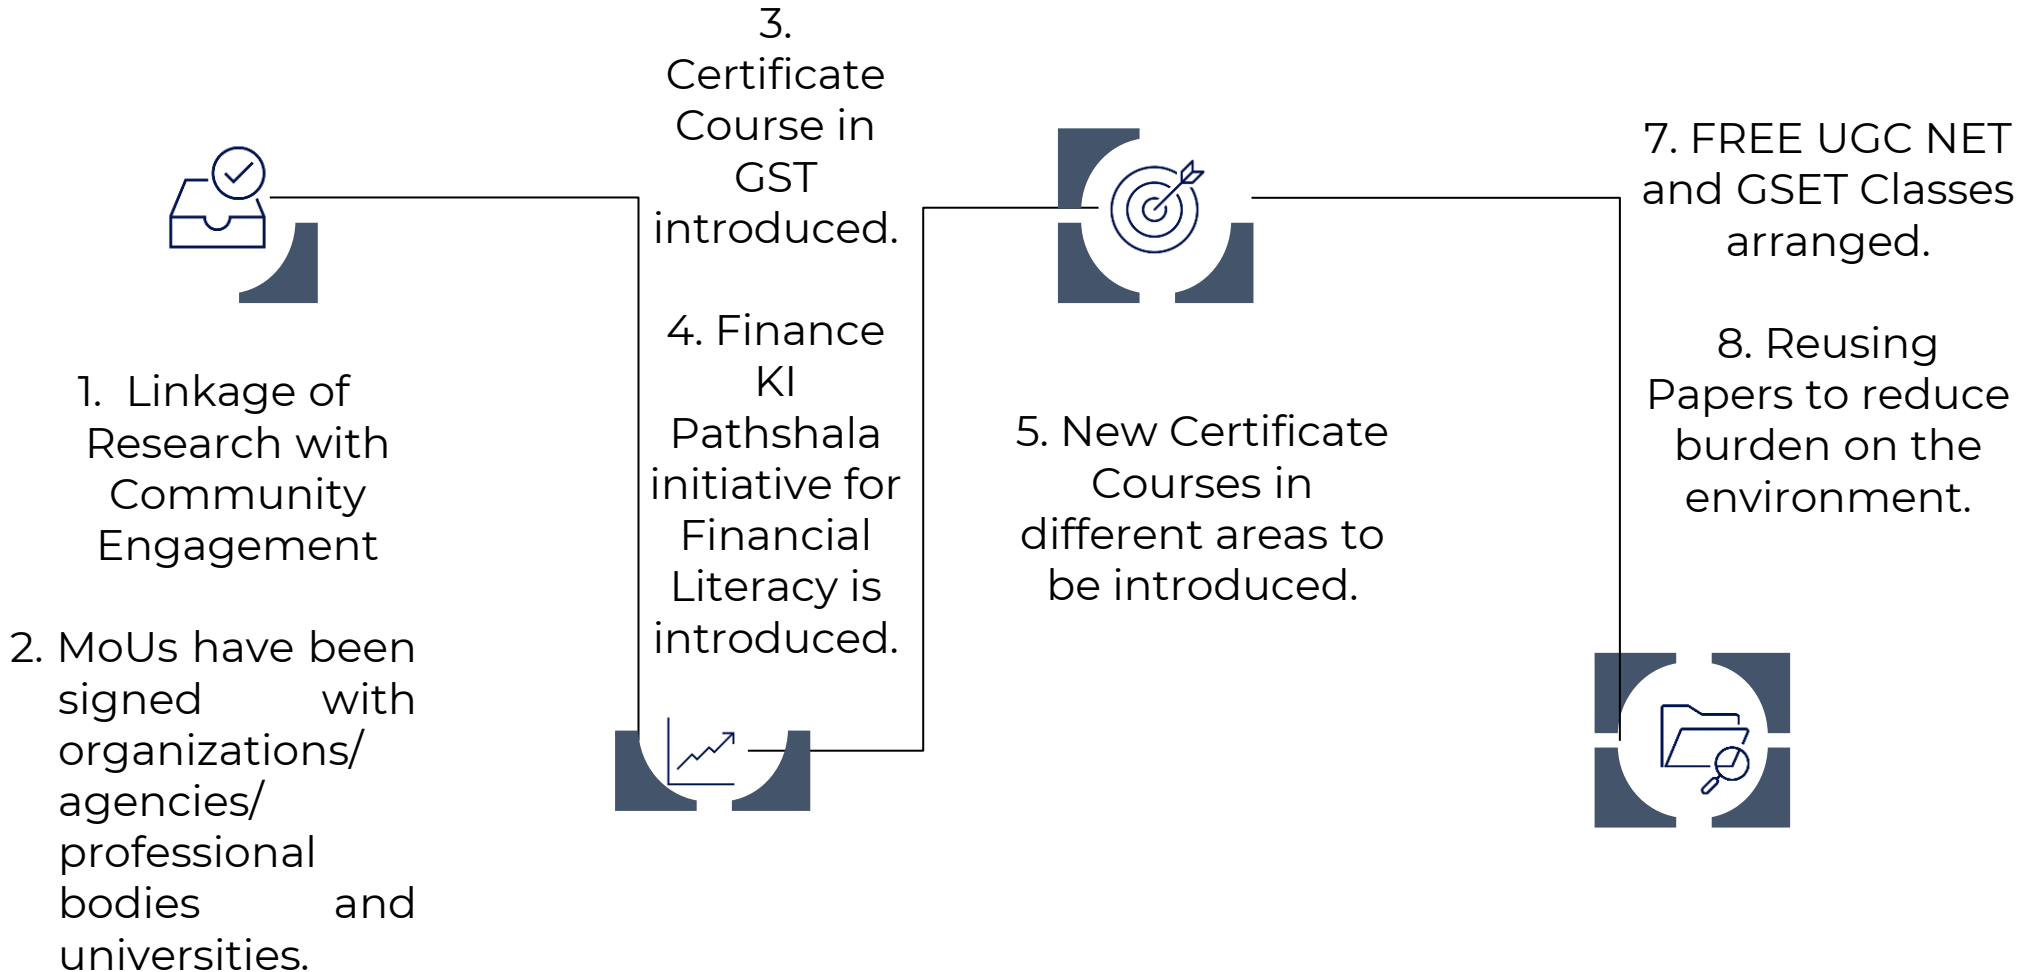 1. Linkage of
Research with
Community
Engagement
2. MoUs have been
signed with
organizations/
agencies/
professional
bodies and
universities.
3.
Certificate
Course in
GST
introduced.
4. Finance
KI
Pathshala
initiative for
Financial
Literacy is
introduced.
5. New Certificate
Courses in
different areas to
be introduced.
7. FREE UGC NET
and GSET Classes
arranged.
8. Reusing
Papers to reduce
burden on the
environment.